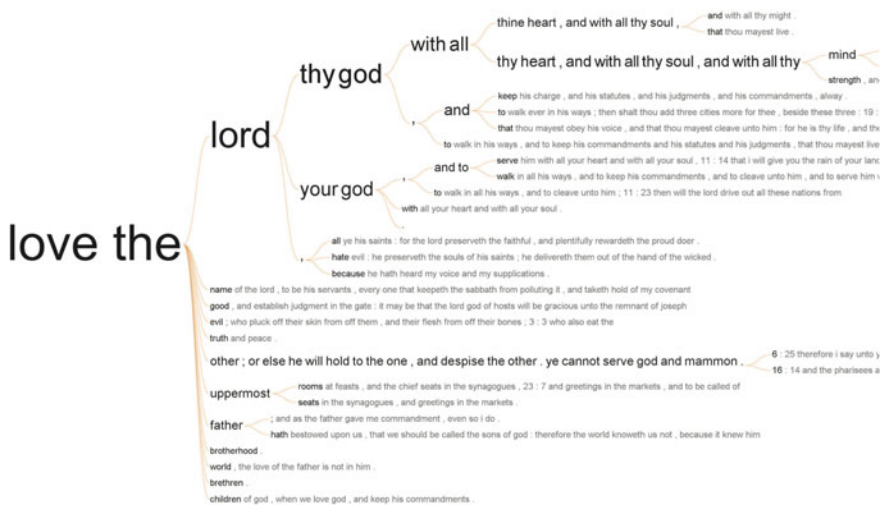 and with all thy might .
thine heart , and with all thy soul ,
that thou mayest live .
with all
mind
thy heart , and with all thy soul , and with all thy
thy god
strength , an
keep his charge , and his statutes , and his judgments , and his commandments , alway .
and
to walk ever in his ways ; then shalt thou add three cities more for thee , beside these three : 19 :
,
that thou mayest obey his voice , and that thou mayest cleave unto him : for he is thy life , and the
lord
to walk in his ways , and to keep his commandments and his statutes and his judgments , that thou mayest live
serve him with all your heart and with all your soul , 11 : 14 that i will give you the rain of your land
, and to
walk in all his ways , and to keep his commandments , and to cleave unto him , and to serve him
your god
to walk in all his ways , and to cleave unto him ; 11 : 23 then will the lord drive out all these nations from
with all your heart and with all your soul .
.
love the
all ye his saints : for the lord preserveth the faithful , and plentifully rewardeth the proud doer .
,
hate evil : he preserveth the souls of his saints ; he delivereth them out of the hand of the wicked .
because he hath heard my voice and my supplications .
name of the lord , to be his servants , every one that keepeth the sabbath from polluting it , and taketh hold of my covenant
good , and establish judgment in the gate : it may be that the lord god of hosts will be gracious unto the remnant of joseph
evil ; who pluck off their skin from off them , and their flesh from off their bones ; 3 : 3 who also eat the
truth and peace .
6 : 25 therefore i say unto y
other ; or else he will hold to the one , and despise the other . ye cannot serve god and mammon .
16 : 14 and the pharisees a
rooms at feasts , and the chief seats in the synagogues , 23 : 7 and greetings in the markets , and to be called of
uppermost
seats in the synagogues , and greetings in the markets .
; and as the father gave me commandment , even so i do .
father
hath bestowed upon us , that we should be called the sons of god : therefore the world knoweth us not , because it knew him
brotherhood .
world , the love of the father is not in him .
brethren .
children of god , when we love god , and keep his commandments .